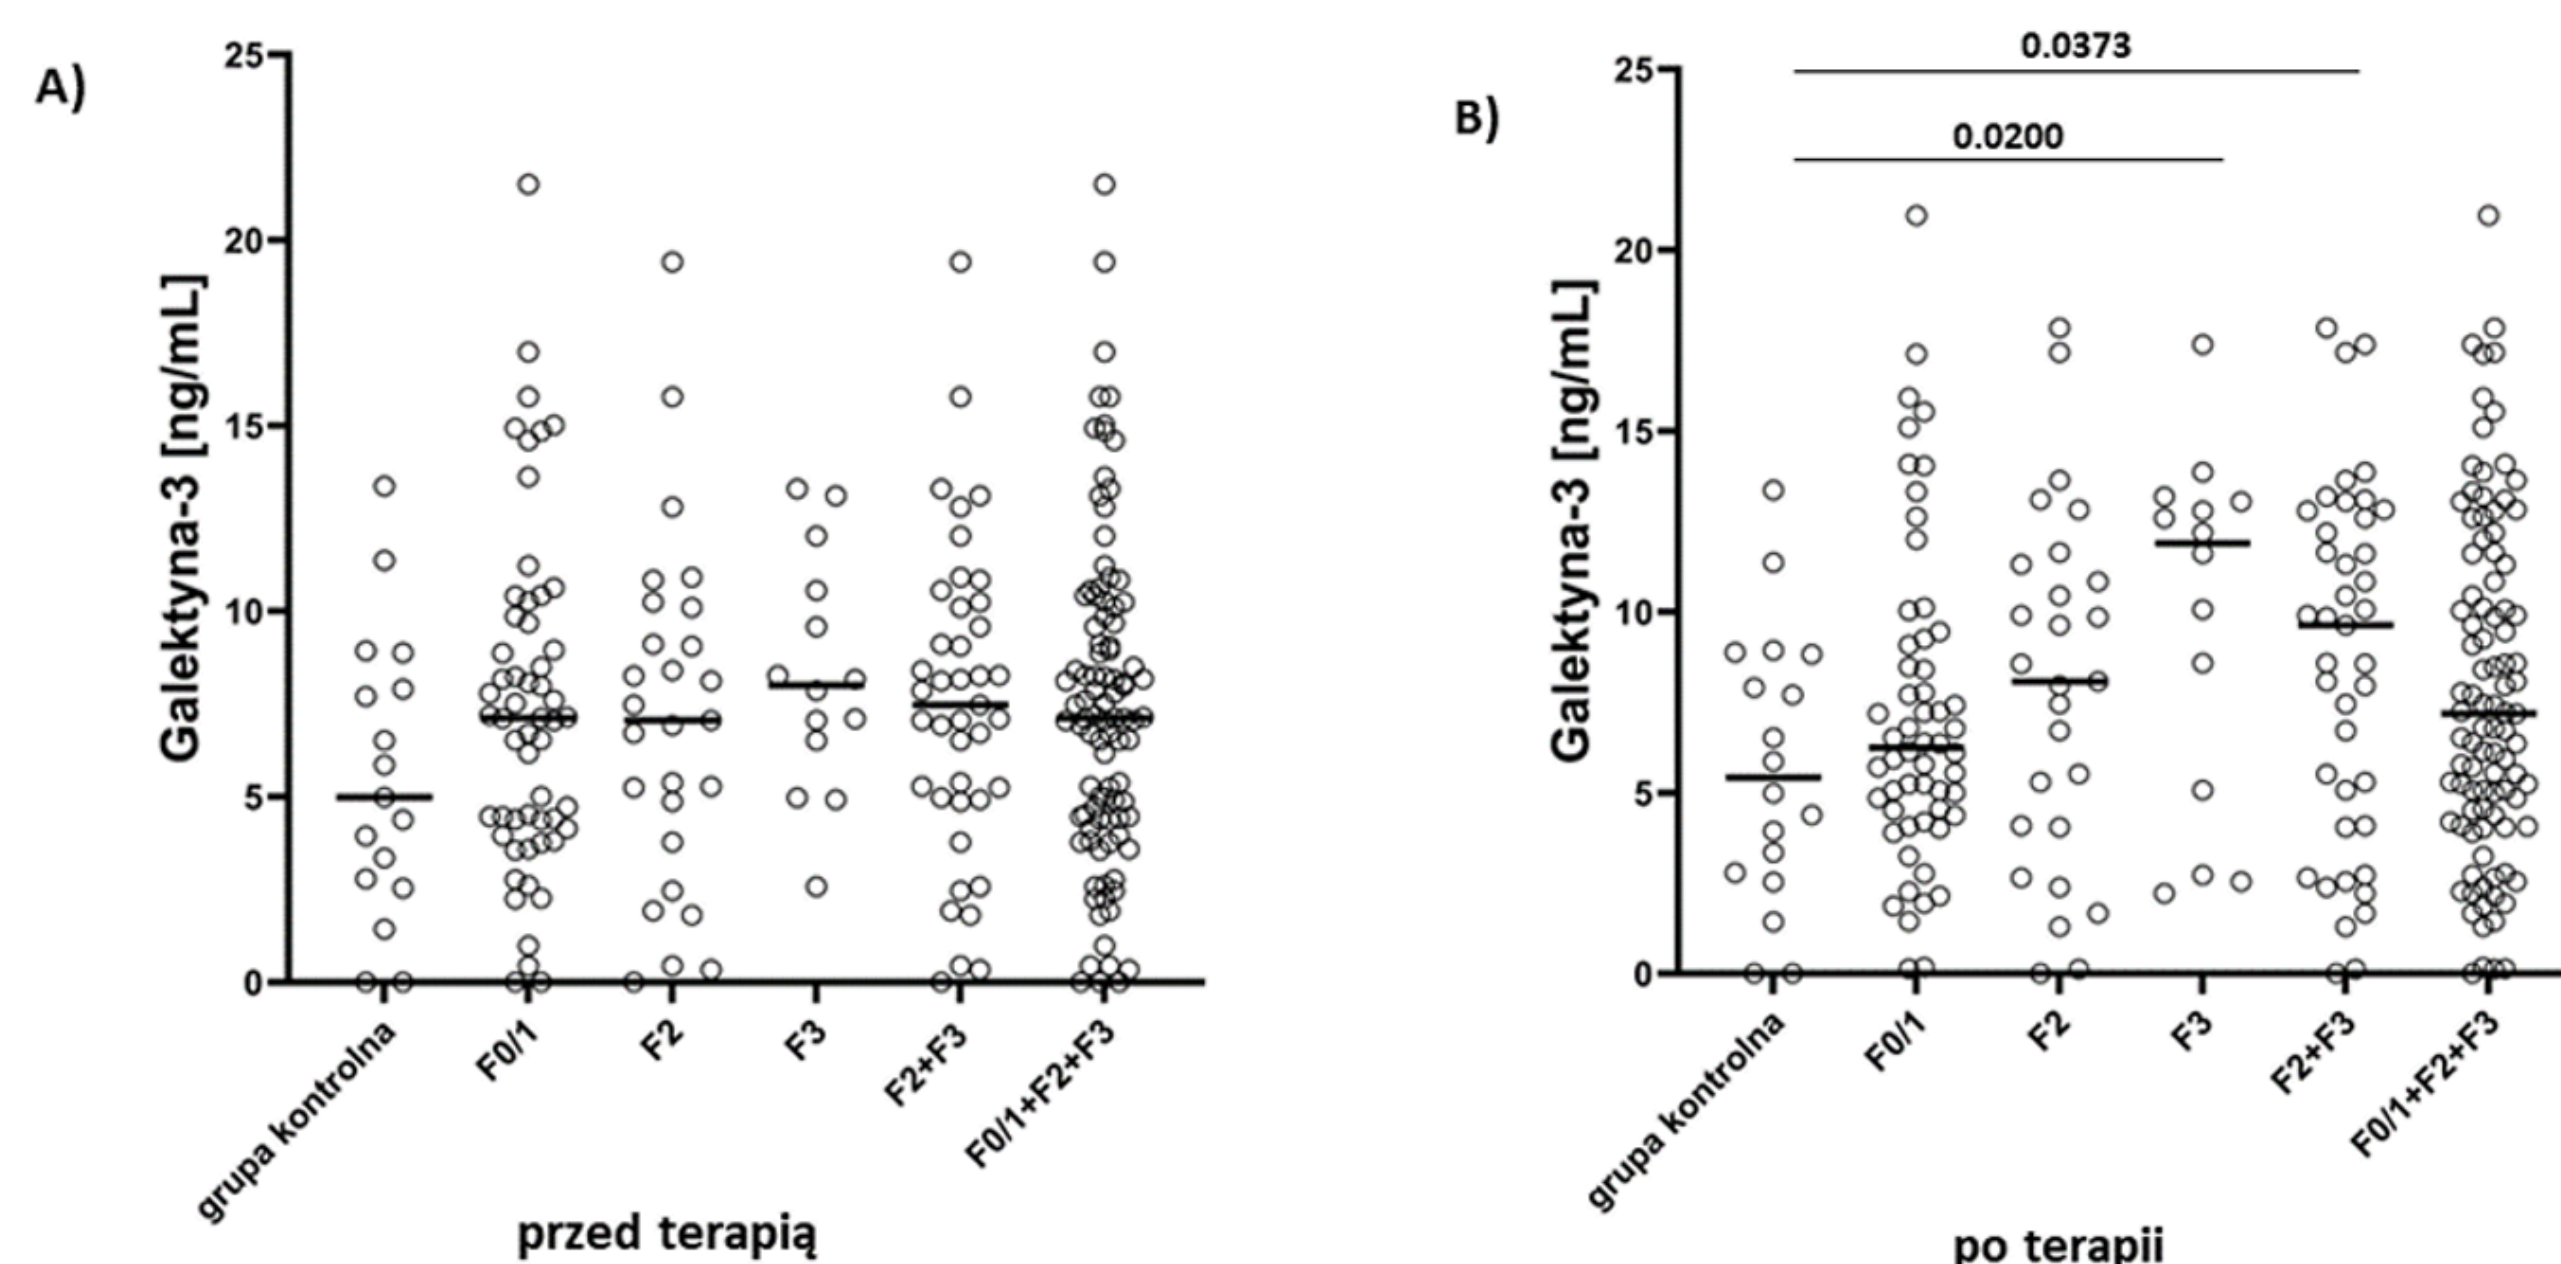 A)
Galektyna-3 [ng/mL]
25
20
15
10
5
0
grupa kontrolna
F0/1
F2
F3
F2+F3
F0/1+F2+F3
przed terapią
B)
Galektyna-3 [ng/mL]
0.0373
0.0200
25
20
15
10
5
0
grupa kontrolna
F0/1
F2
F3
F2+F3
F0/1+F2+F3
po terapii